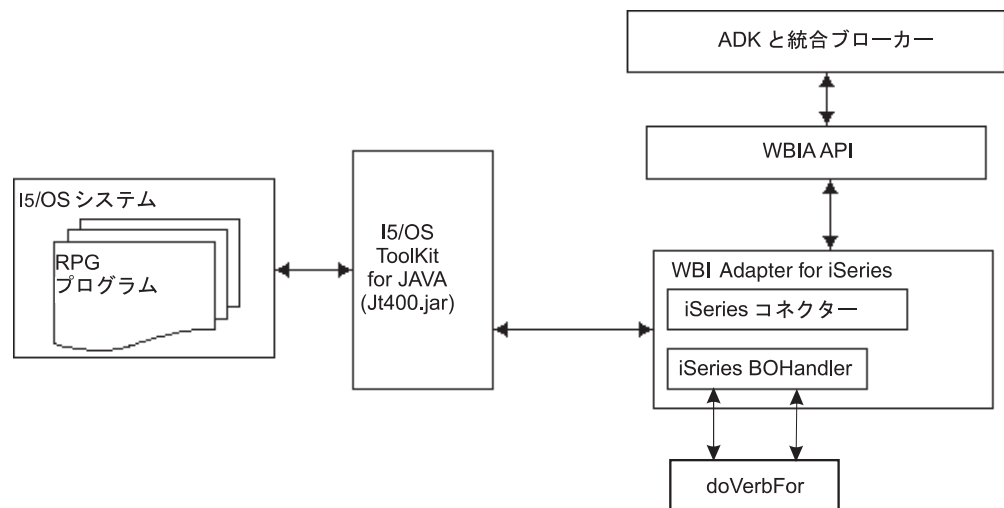 ADK と統合ブローカー
WBIA API
I5/OS システム
RPG
プログラム
I5/OS
ToolKit
for JAVA
(Jt400.jar)
WBI Adapter for iSeries
iSeries コネクター
iSeries BOHandler
doVerbFor